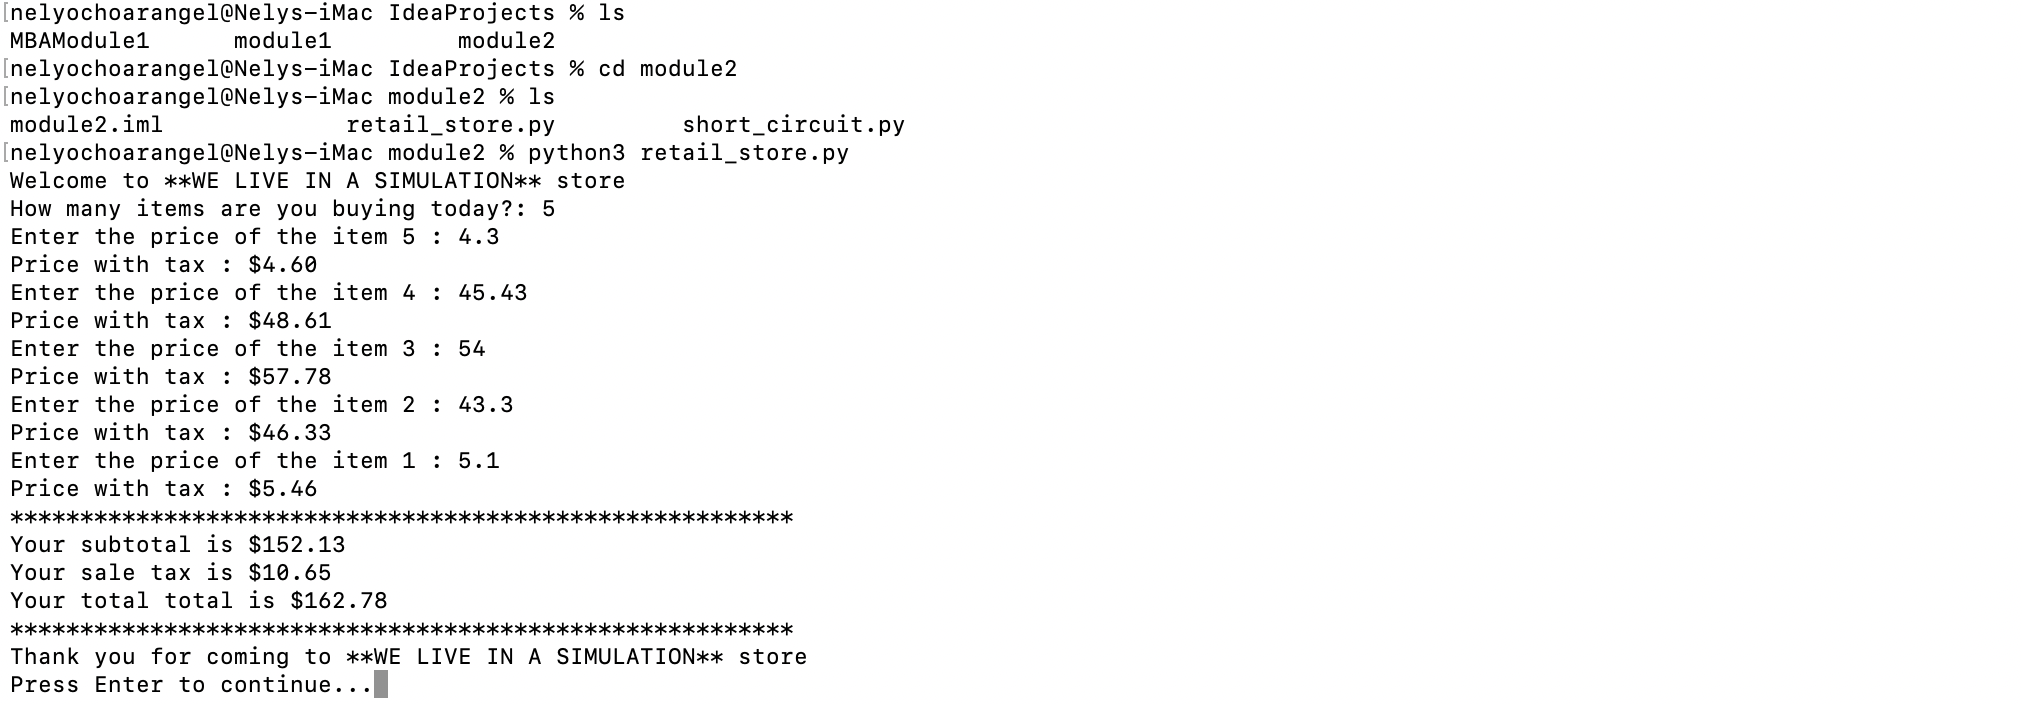 [nelyochoarangel@Nelys-iMac IdeaProjects % ls
MBAModule1      module1         module2
[nelyochoarangel@Nelys-iMac IdeaProjects % cd module2
[nelyochoarangel@Nelys-iMac module2 % ls
module2.iml             retail_store.py         short_circuit.py
[nelyochoarangel@Nelys-iMac module2 % python3 retail_store.py
Welcome to **WE LIVE IN A SIMULATION** store
How many items are you buying today?: 5
Enter the price of the item 5 : 4.3
Price with tax : $4.60
Enter the price of the item 4 : 45.43
Price with tax : $48.61
Enter the price of the item 3 : 54
Price with tax : $57.78
Enter the price of the item 2 : 43.3
Price with tax : $46.33
Enter the price of the item 1 : 5.1
Price with tax : $5.46
********************************************************
Your subtotal is $152.13
Your sale tax is $10.65
Your total total is $162.78
********************************************************
Thank you for coming to **WE LIVE IN A SIMULATION** store
Press Enter to continue...